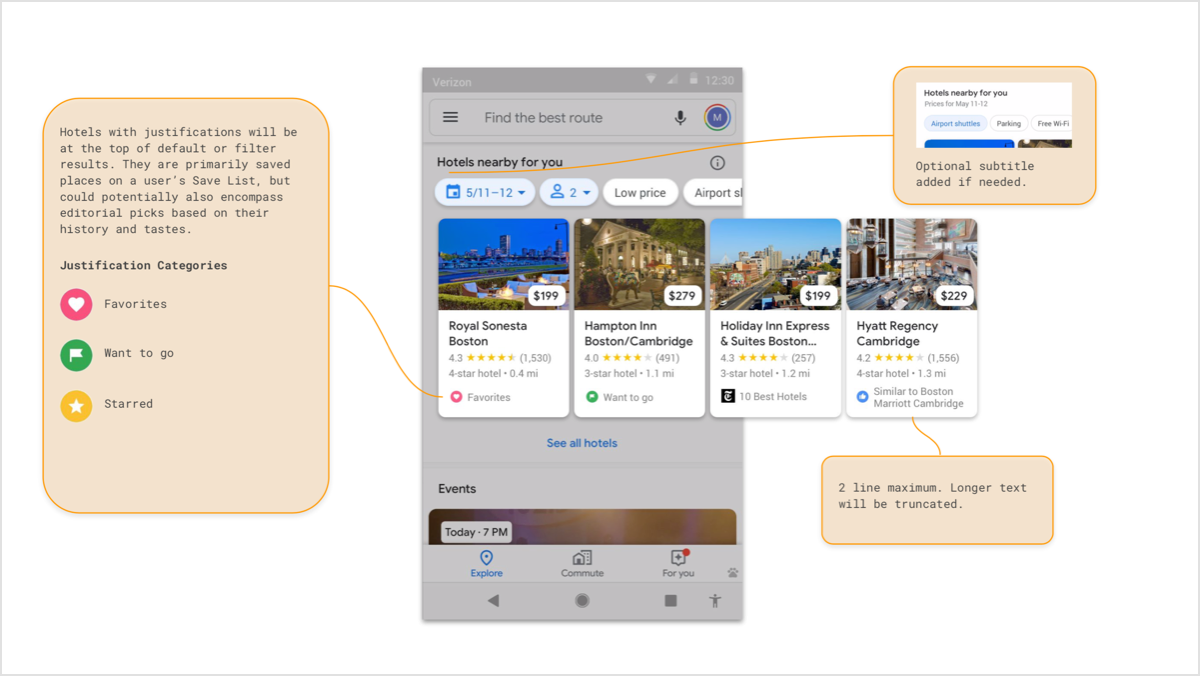 Hotels with justifications will be
at the top of default or filter
results. They are primarily saved
places on a user’s Save List, but
could potentially also encompass
editorial picks based on their
history and tastes.
Justification Categories
Favorites
Want to go
Starred
Verizon
12:30
Find the best route
M
Hotels nearby for you
5/11–12
2
Low price
Airport sl
$199
Royal Sonesta
Boston
4.3 (1,530)
4-star hotel • 0.4 mi
Favorites
$279
Hampton Inn
Boston/Cambridge
4.0 (491)
3-star hotel • 1.1 mi
Want to go
$199
Holiday Inn Express
& Suites Boston...
4.3 (257)
3-star hotel • 1.2 mi
10 Best Hotels
$229
Hyatt Regency
Cambridge
4.2 (1,556)
4-star hotel • 1.3 mi
Similar to Boston
Marriott Cambridge
See all hotels
Events
Today · 7 PM
Explore
Commute
For you
Hotels nearby for you
Prices for May 11-12
Airport shuttles
Parking
Free Wi-Fi
Optional subtitle
added if needed.
2 line maximum. Longer text
will be truncated.